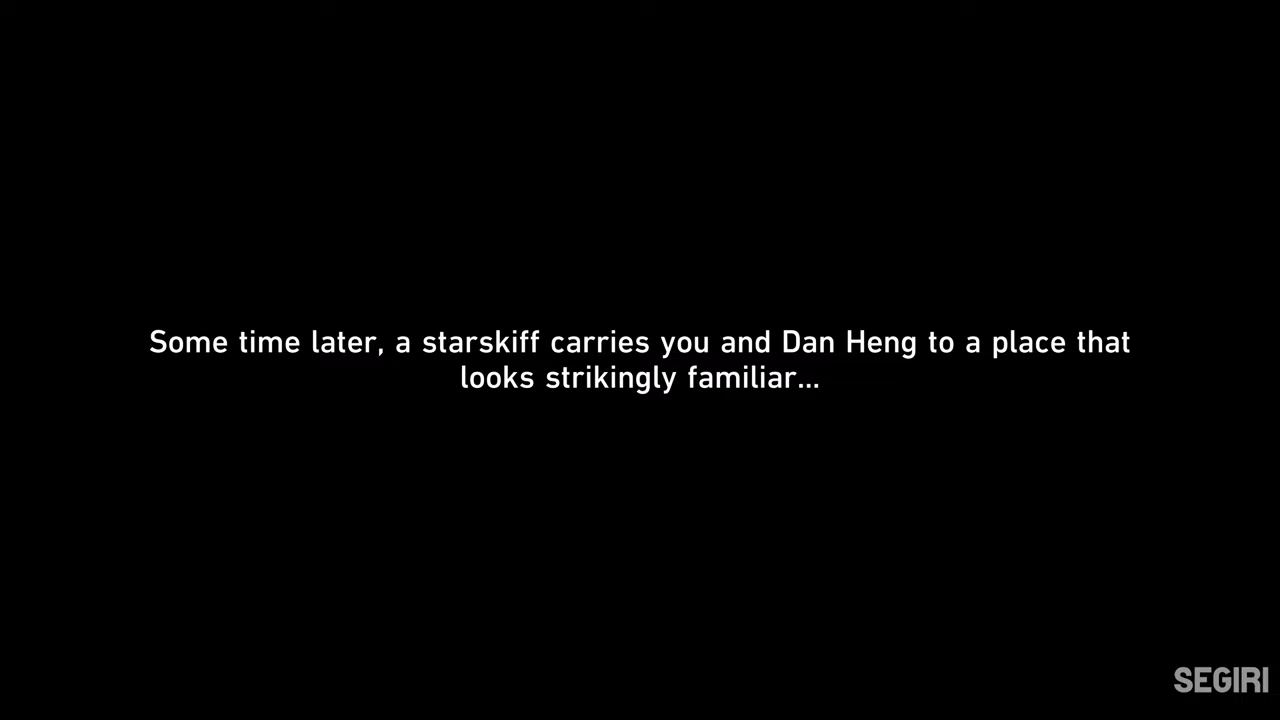 Some time later, a starskiff carries you and Dan Heng to a place that
looks strikingly familiar...
SEGIRI